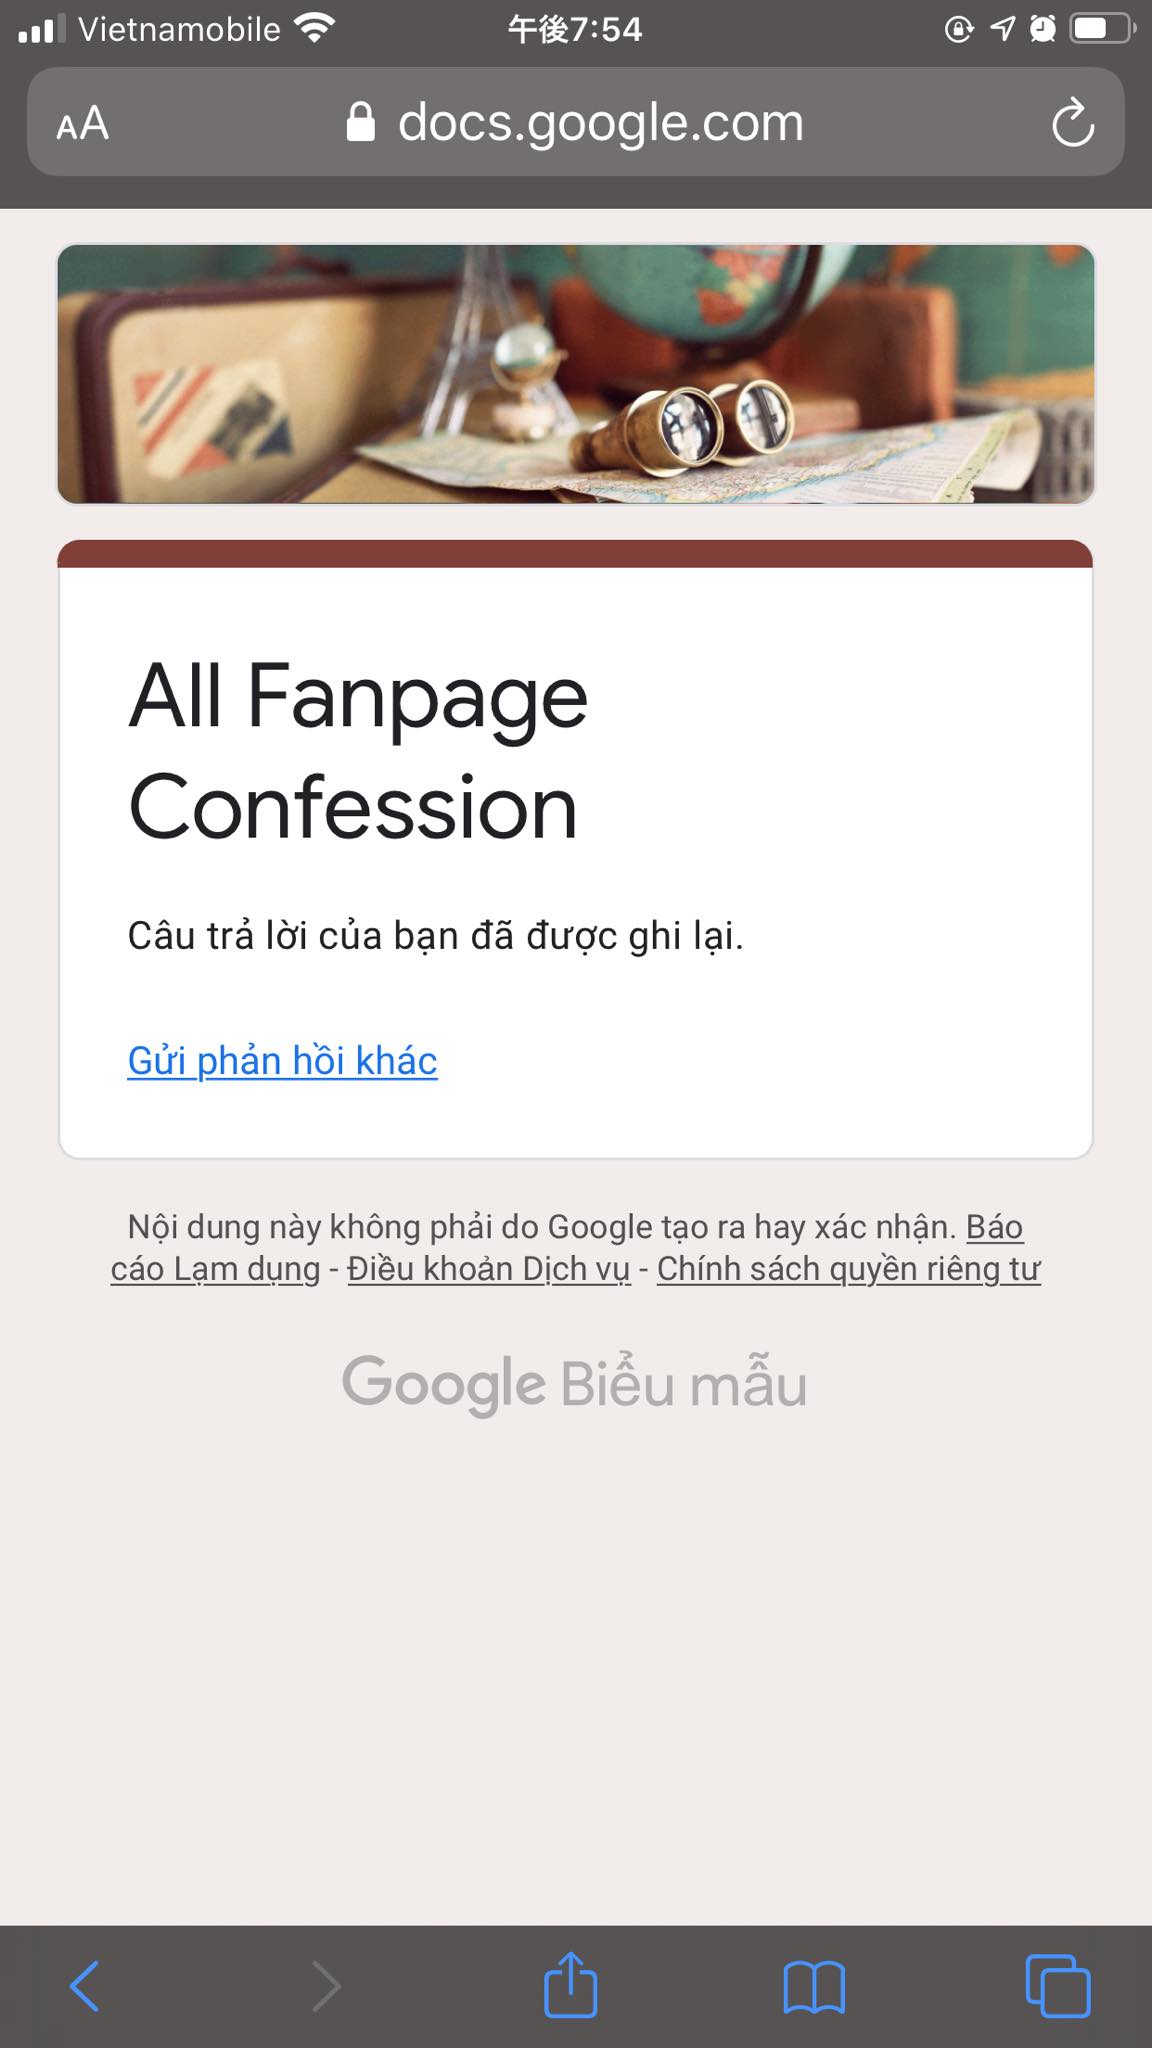 Vietnamobile 午後7:54
AA docs.google.com
All Fanpage
Confession
Câu trả lời của bạn đã được ghi lại.
Gửi phản hồi khác
Nội dung này không phải do Google tạo ra hay xác nhận. Báo
cáo Lạm dụng - Điều khoản Dịch vụ - Chính sách quyền riêng tư
Google Biểu mẫu